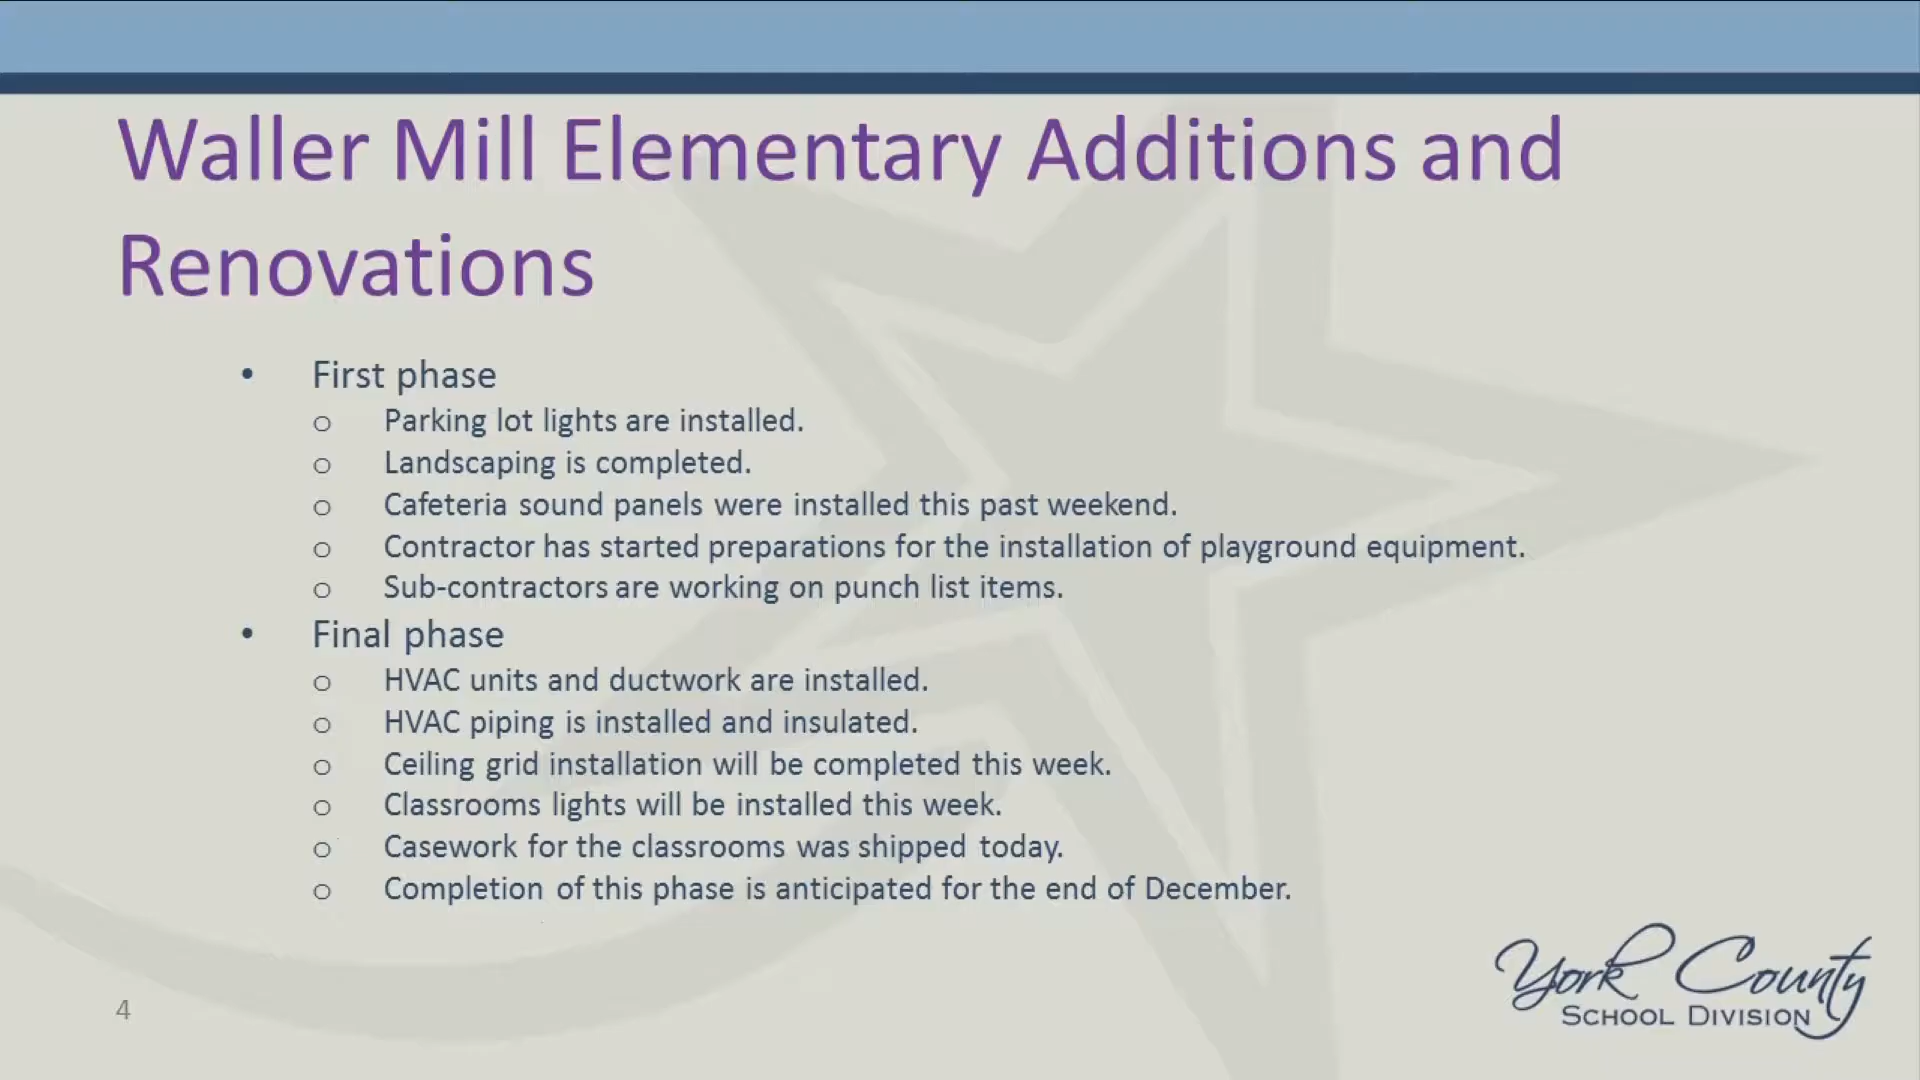 Waller Mill Elementary Additions and
Renovations
• First phase
o Parking lot lights are installed.
o Landscaping is completed.
o Cafeteria sound panels were installed this past weekend.
o Contractor has started preparations for the installation of playground equipment.
o Sub-contractors are working on punch list items.
• Final phase
o HVAC units and ductwork are installed.
o HVAC piping is installed and insulated.
o Ceiling grid installation will be completed this week.
o Classrooms lights will be installed this week.
o Casework for the classrooms was shipped today.
o Completion of this phase is anticipated for the end of December.
4
York County
SCHOOL DIVISION